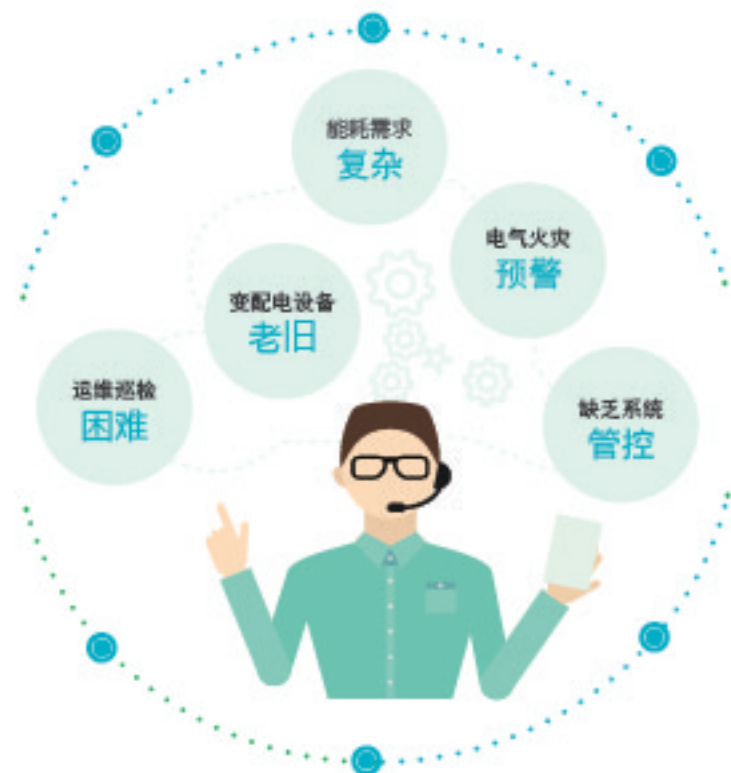 能耗需求
复杂
电气火灾
预警
变配电设备
老旧
运维巡检
困难
缺乏系统
管控